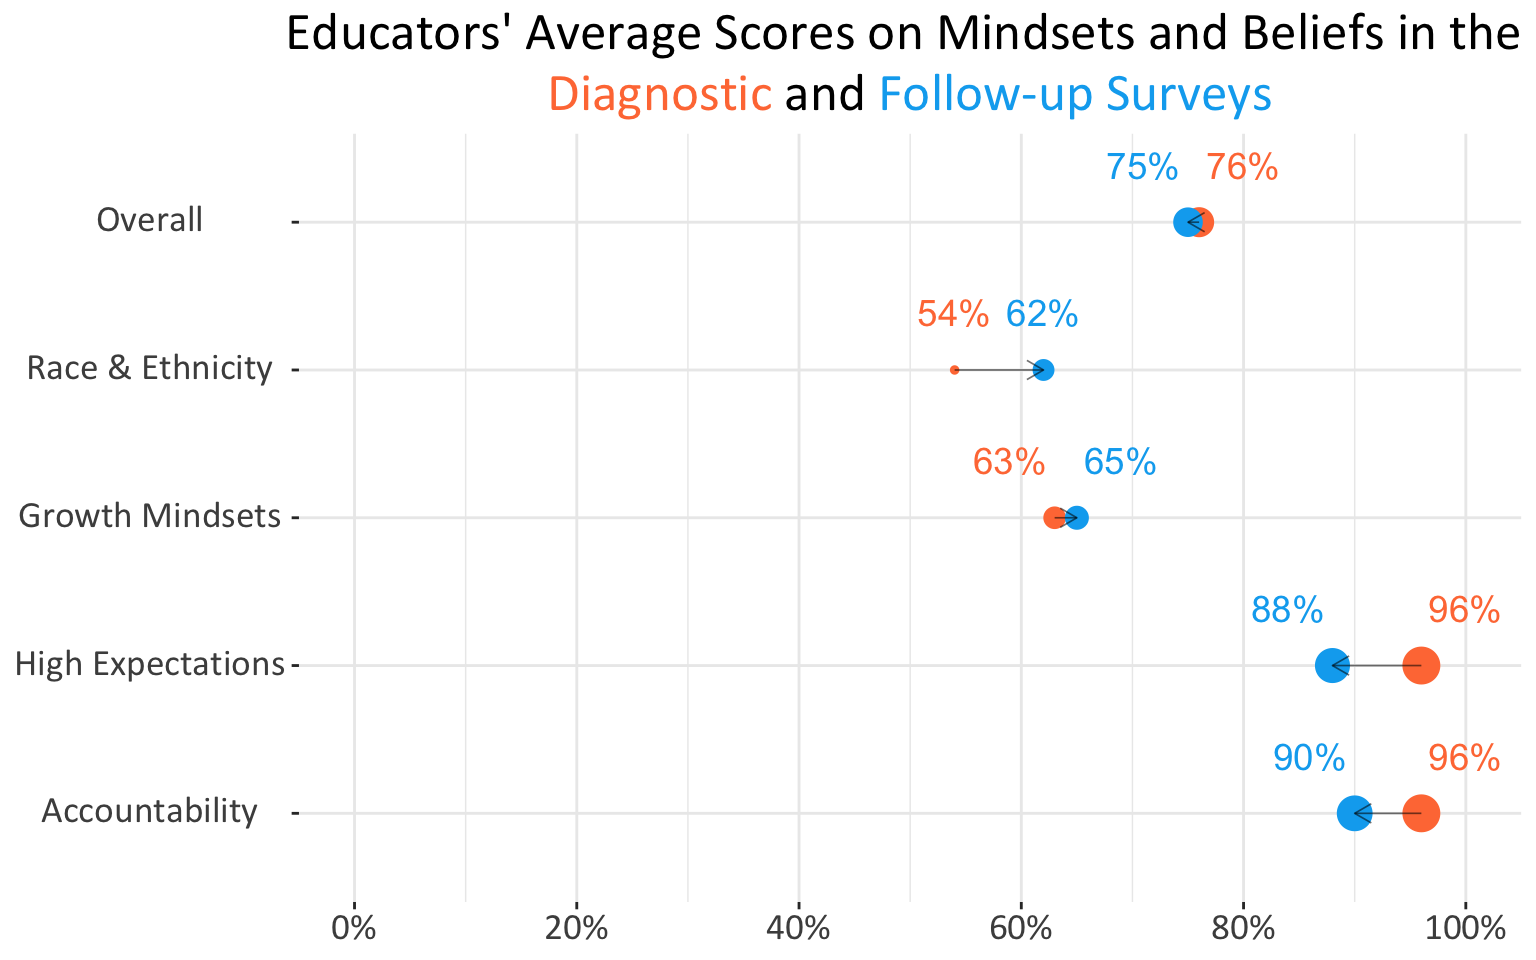 Educators' Average Scores on Mindsets and Beliefs in the
Diagnostic and Follow-up Surveys
75% 76%
Overall
54% 62%
Race & Ethnicity
63% 65%
Growth Mindsets
88% 96%
High Expectations
90% 96%
Accountability
0% 20% 40% 60% 80% 100%